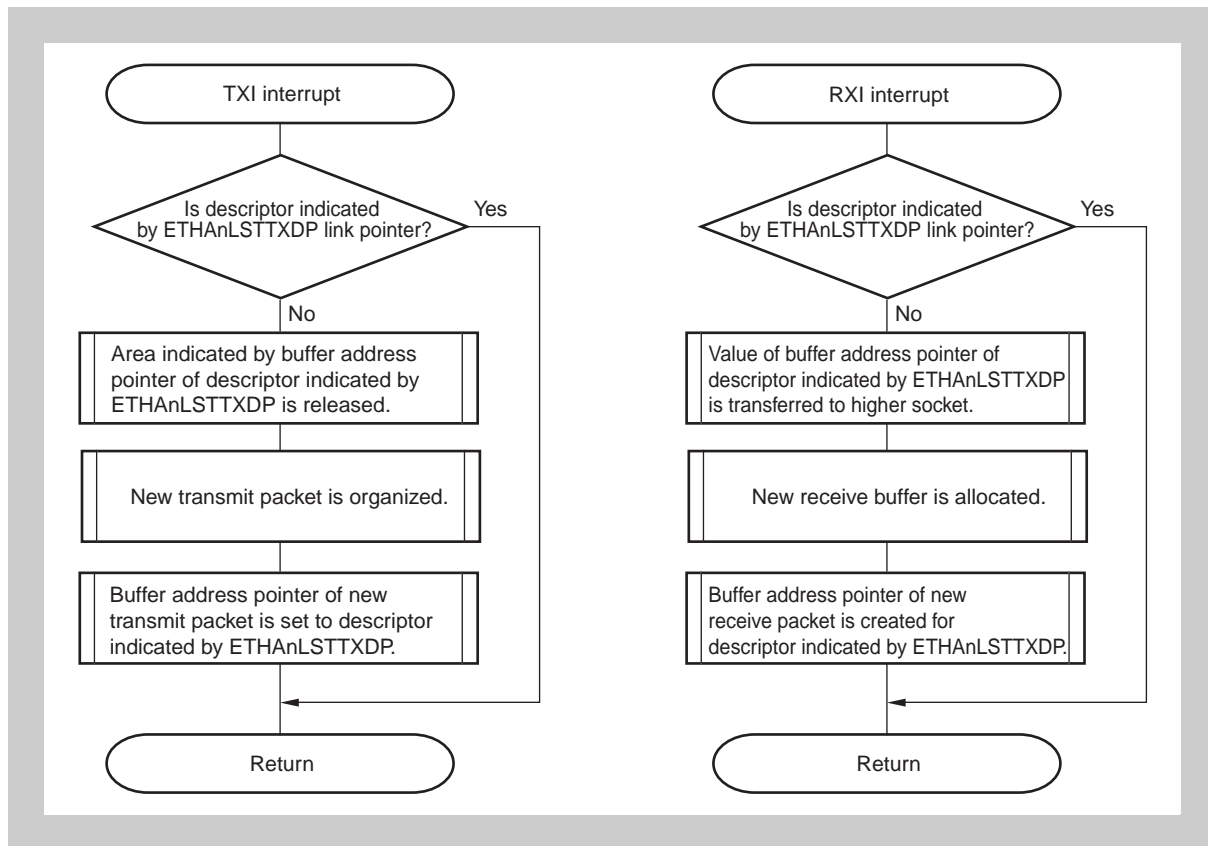 TXI interrupt
Is descriptor indicated
by ETHAnLSTTXDP link pointer?
Yes
No
Area indicated by buffer address
pointer of descriptor indicated by
ETHAnLSTTXDP is released.
New transmit packet is organized.
Buffer address pointer of new
transmit packet is set to descriptor
indicated by ETHAnLSTTXDP.
Return
RXI interrupt
Is descriptor indicated
by ETHAnLSTTXDP link pointer?
Yes
No
Value of buffer address pointer of
descriptor indicated by ETHAnLSTTXDP
is transferred to higher socket.
New receive buffer is allocated.
Buffer address pointer of new
receive packet is created for
descriptor indicated by ETHAnLSTTXDP.
Return